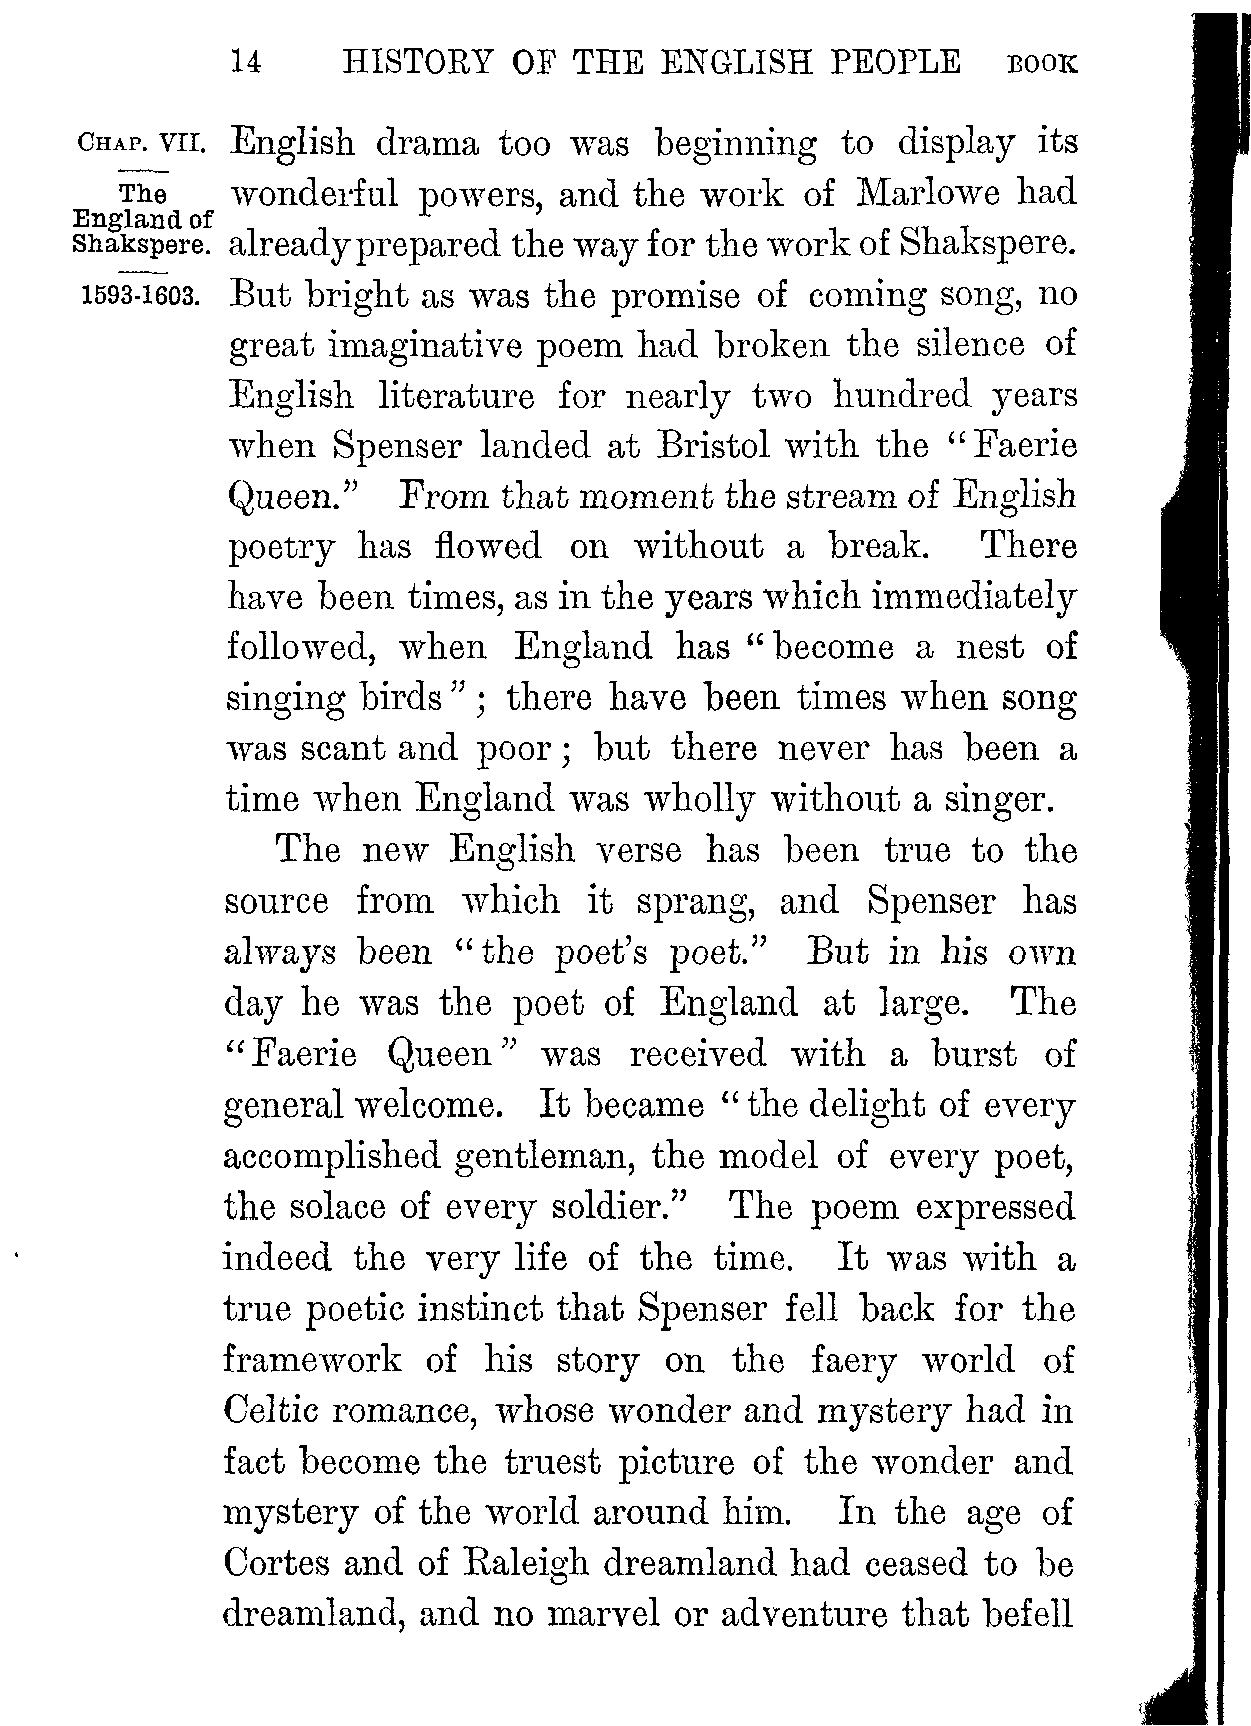 14 HISTORY OF THE ENGLISH PEOPLE BOOK
CHAP. VII.
The
England of
Shakspere.
1593-1603.
English drama too was beginning to display its
wonderful powers, and the work of Marlowe had
already prepared the way for the work of Shakspere.
But bright as was the promise of coming song, no
great imaginative poem had broken the silence of
English literature for nearly two hundred years
when Spenser landed at Bristol with the “Faerie
Queen.” From that moment the stream of English
poetry has flowed on without a break. There
have been times, as in the years which immediately
followed, when England has “become a nest of
singing birds”; there have been times when song
was scant and poor; but there never has been a
time when England was wholly without a singer.
The new English verse has been true to the
source from which it sprang, and Spenser has
always been “the poet's poet.” But in his own
day he was the poet of England at large. The
“Faerie Queen” was received with a burst of
general welcome. It became “the delight of every
accomplished gentleman, the model of every poet,
the solace of every soldier.” The poem expressed
indeed the very life of the time. It was with a
true poetic instinct that Spenser fell back for the
framework of his story on the faery world of
Celtic romance, whose wonder and mystery had in
fact become the truest picture of the wonder and
mystery of the world around him. In the age of
Cortes and of Raleigh dreamland had ceased to be
dreamland, and no marvel or adventure that befell